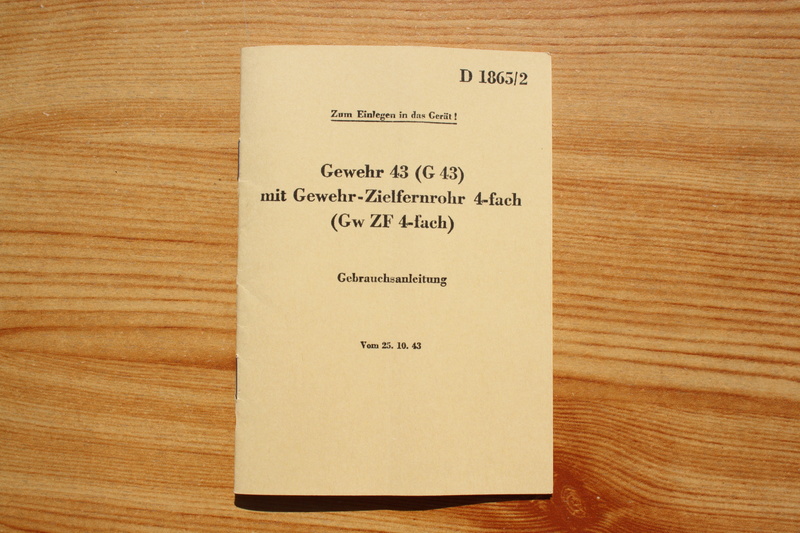 D 1865/2
Zum Einlegen in das Gerät!
Gewehr 43 (G 43)
mit Gewehr-Zielfernrohr 4-fach
(Gw ZF 4-fach)
Gebrauchsanleitung
Vom 25. 10. 43